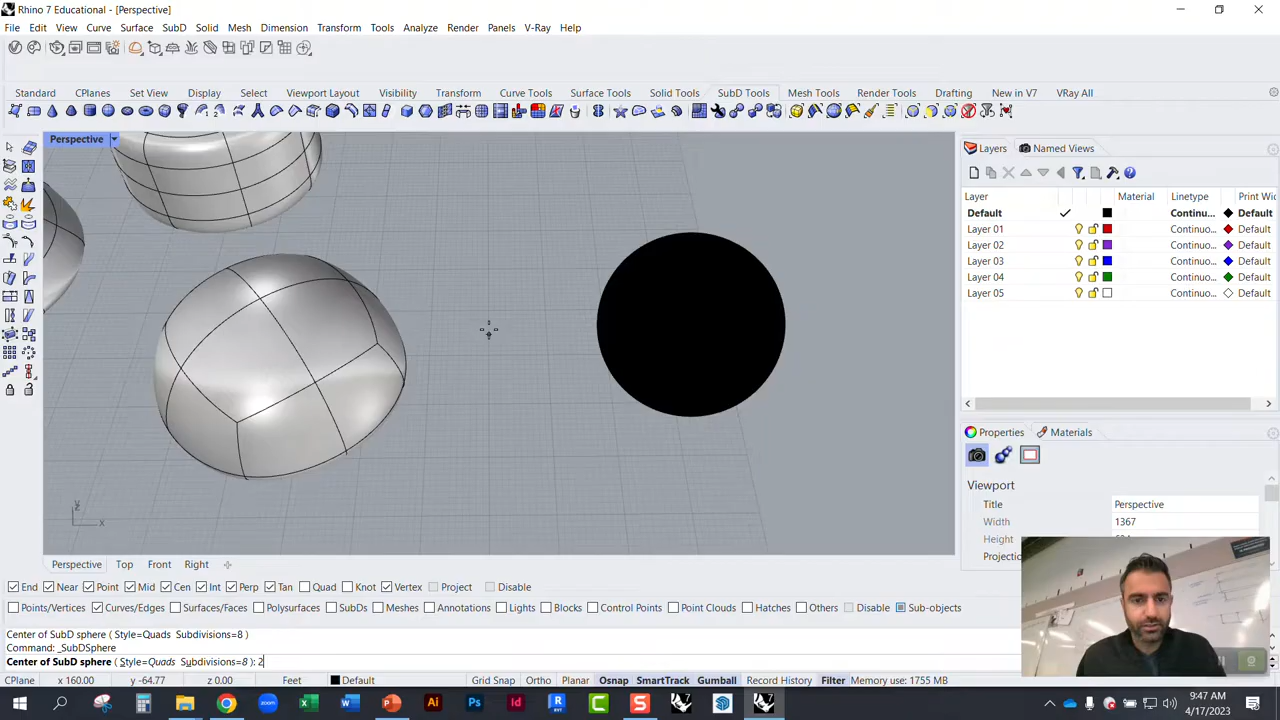 Rhino 7 Educational - [Perspective]
File Edit View Curve Surface SubD Solid Mesh Dimension Transform Tools Analyze Render Panels V-Ray Help
Standard CPlanes Set View Display Select Viewport Layout Visibility Transform Curve Tools Surface Tools Solid Tools SubD Tools Mesh Tools Render Tools Drafting New in V7 VRay All
Perspective
Layers Named Views
Layer Material Linetype Print Wi
Default Continu... Default
Layer 01 Continuo... Default
Layer 02 Continuo... Default
Layer 03 Continuo... Default
Layer 04 Continuo... Default
Layer 05 Continuo... Default
Properties Materials
Viewport
Title Perspective
Width 1367
Height
Projectio
z
x
Perspective Top Front Right
End Near Point Mid Cen Int Perp Tan Quad Knot Vertex Project Disable
Points/Vertices Curves/Edges Surfaces/Faces Polysurfaces SubDs Meshes Annotations Lights Blocks Control Points Point Clouds Hatches Others Disable Sub-objects
Center of SubD sphere ( Style=Quads Subdivisions=8 )
Command: _SubDSphere
Center of SubD sphere ( Style=Quads Subdivisions=8 ): 2
CPlane x 160.00 y -64.77 z 0.00 Feet Default Grid Snap Ortho Planar Osnap SmartTrack Gumball Record History Filter Memory use: 1755 MB
zoom Ai Ps Id R C S 7 7
9:47 AM
4/17/2023